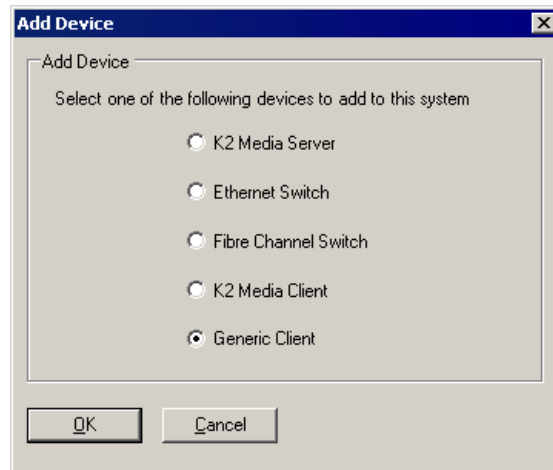 Add Device
Add Device
Select one of the following devices to add to this system
K2 Media Server
Ethernet Switch
Fibre Channel Switch
K2 Media Client
Generic Client
OK
Cancel